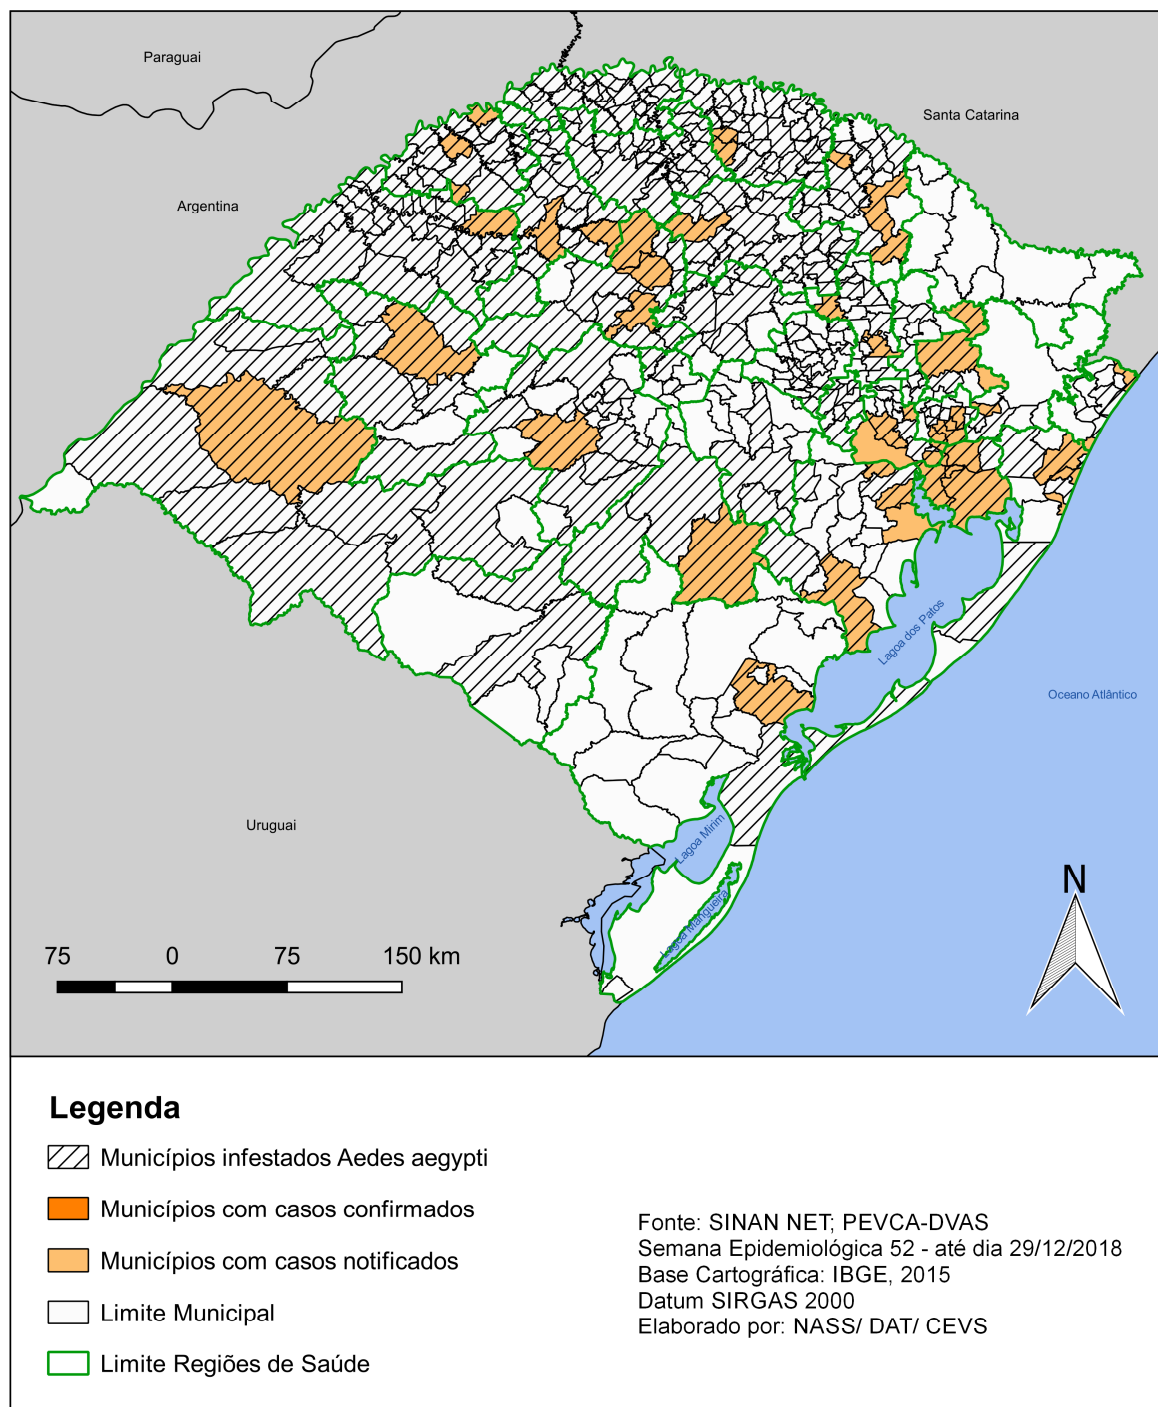 Paraguai
Santa Catarina
Argentina
Lagoa dos Patos
Oceano Atlântico
Uruguai
Lagoa Mirim
Lagoa Mangueira
N
75 0 75 150 km
Legenda
Municípios infestados Aedes aegypti
Municípios com casos confirmados
Municípios com casos notificados
Limite Municipal
Limite Regiões de Saúde
Fonte: SINAN NET; PEVCA-DVAS
Semana Epidemiológica 52 - até dia 29/12/2018
Base Cartográfica: IBGE, 2015
Datum SIRGAS 2000
Elaborado por: NASS/ DAT/ CEVS